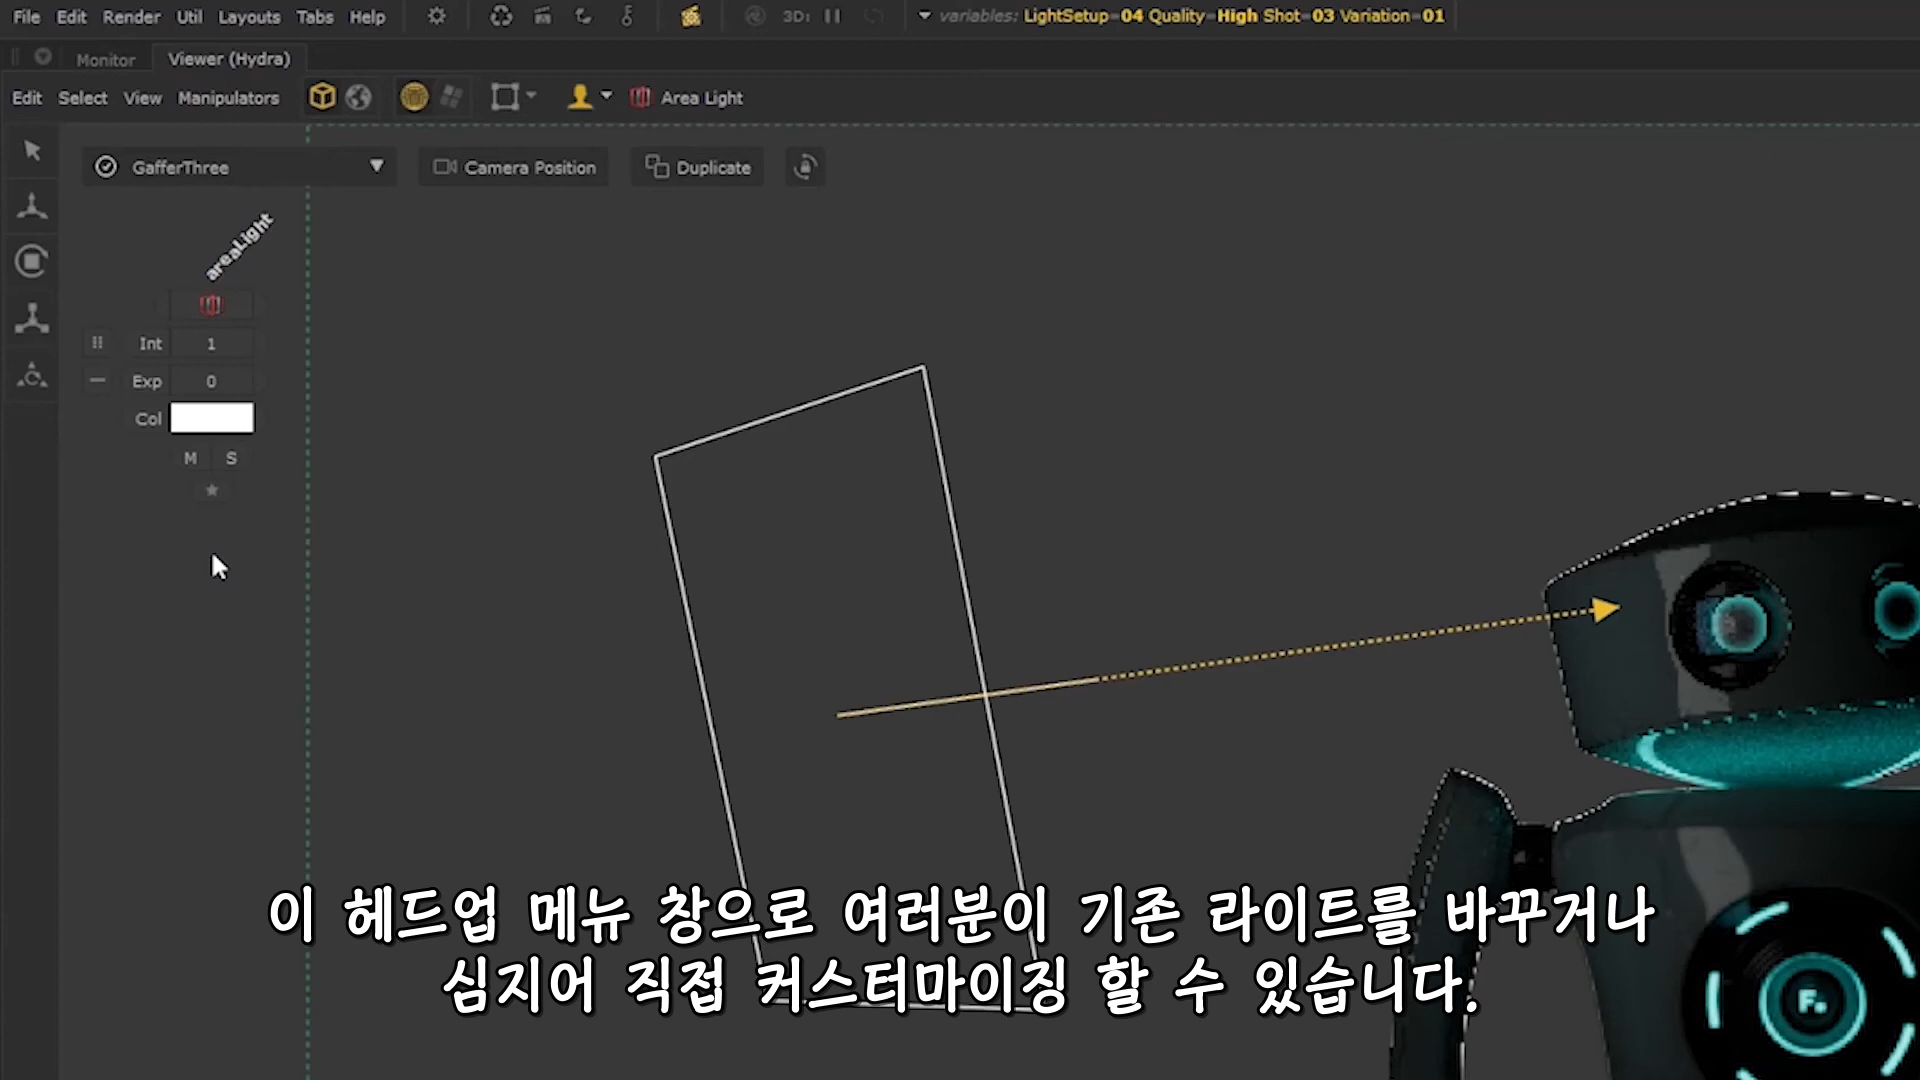 File Edit Render Util Layouts Tabs Help 3D: variables: LightSetup=04 Quality=High Shot=03 Variation=01
Monitor Viewer (Hydra)
Edit Select View Manipulators Area Light
GafferThree Camera Position Duplicate
areaLight
Int 1
Exp 0
Col
M S
F.
이 헤드업 메뉴 창으로 여러분이 기존 라이트를 바꾸거나
심지어 직접 커스터마이징 할 수 있습니다.